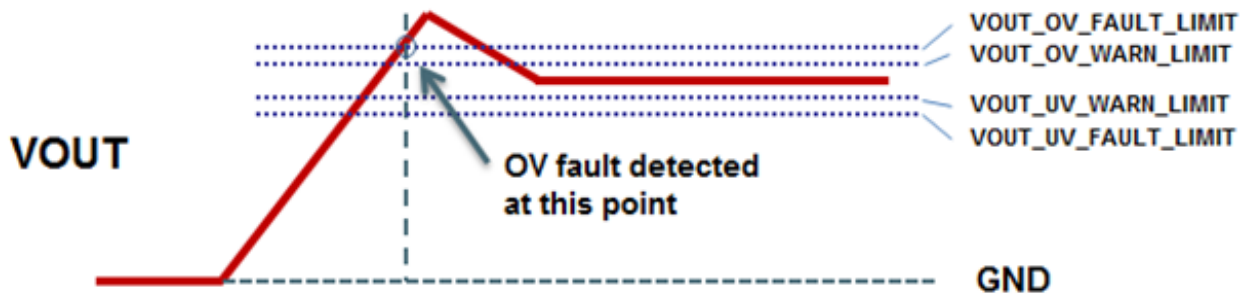 VOUT_OV_FAULT_LIMIT
VOUT_OV_WARN_LIMIT
VOUT_UV_WARN_LIMIT
VOUT_UV_FAULT_LIMIT
VOUT
OV fault detected
at this point
GND